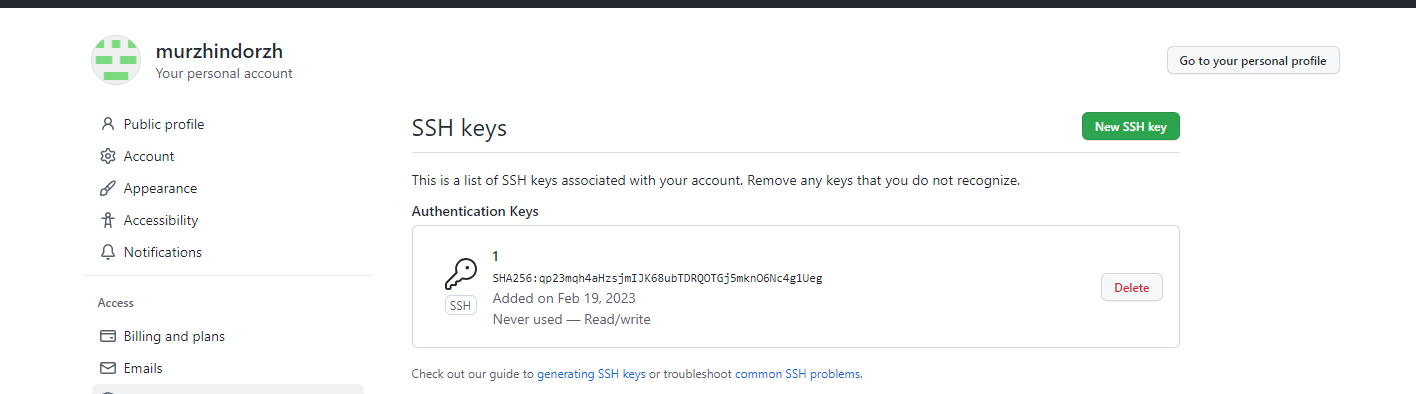 murzhindorzh
Your personal account
Go to your personal profile
Public profile
Account
Appearance
Accessibility
Notifications
Access
Billing and plans
Emails
SSH keys
New SSH key
This is a list of SSH keys associated with your account. Remove any keys that you do not recognize.
Authentication Keys
1
SHA256:qp23mqh4aHzsjmIJK68ubTDRQOTGj5mknO6Nc4g1Ueg
SSH
Added on Feb 19, 2023
Never used — Read/write
Delete
Check out our guide to generating SSH keys or troubleshoot common SSH problems.